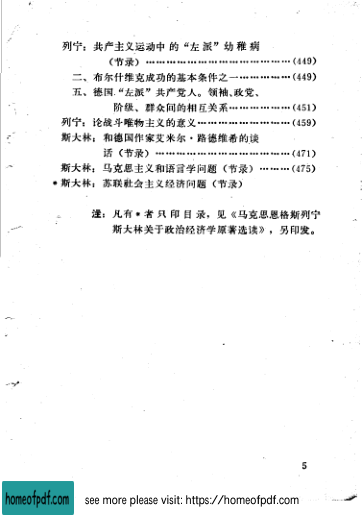 列宁：共产主义运动中的“左派”幼稚病
（节录）……………………………………（449）
二、布尔什维克成功的基本条件之一……………（449）
五、德国“左派”共产党人。领袖、政党、
阶级、群众间的相互关系………………（451）
列宁：论战斗唯物主义的意义……………………（459）
斯大林：和德国作家艾米尔·路德维希的谈
话（节录）…………………………………（471）
斯大林：马克思主义和语言学问题（节录）………（475）
*斯大林：苏联社会主义经济问题（节录）
注：凡有*者只印目录，见《马克思恩格斯列宁
斯大林关于政治经济学原著选读》，另印发。
5
homeofpdf.com
see more please visit: https://homeofpdf.com